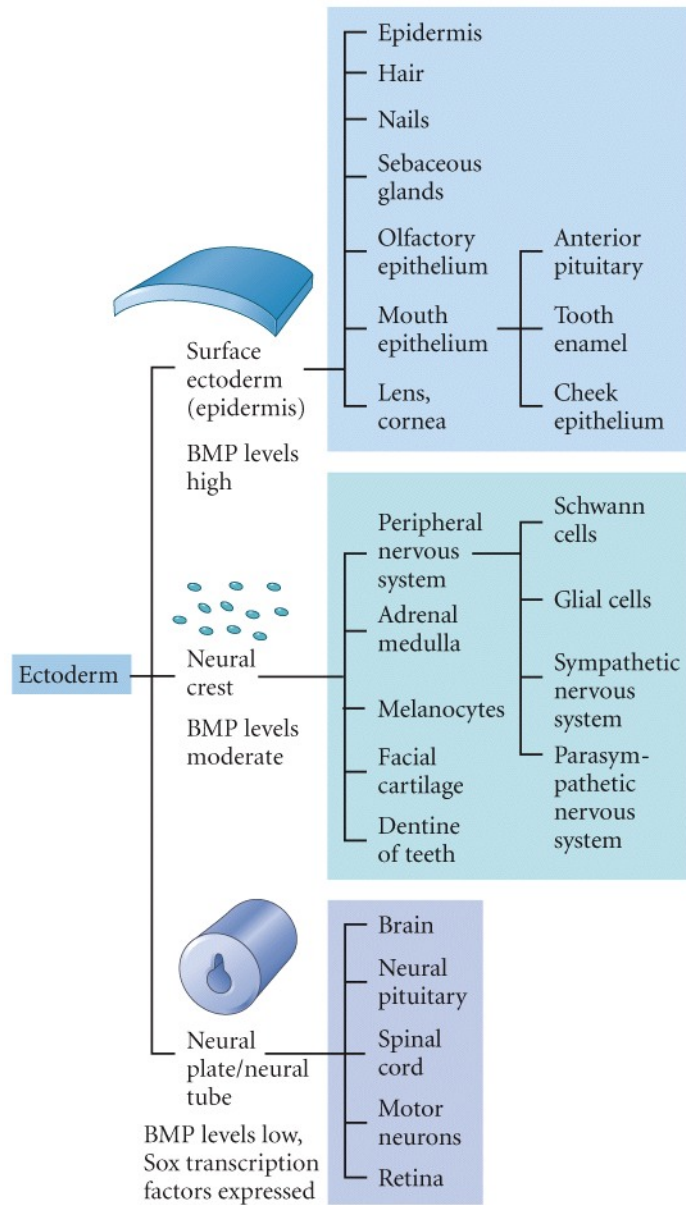 Epidermis
Hair
Nails
Sebaceous
glands
Olfactory
epithelium
Anterior
pituitary
Mouth
epithelium
Tooth
enamel
Lens,
cornea
Cheek
epithelium
Surface
ectoderm
(epidermis)
BMP levels
high
Peripheral
nervous
system
Schwann
cells
Glial cells
Adrenal
medulla
Sympathetic
nervous
system
Ectoderm
Neural
crest
BMP levels
moderate
Melanocytes
Facial
cartilage
Parasym-
pathetic
nervous
system
Dentine
of teeth
Brain
Neural
pituitary
Spinal
cord
Motor
neurons
Retina
Neural
plate/neural
tube
BMP levels low,
Sox transcription
factors expressed